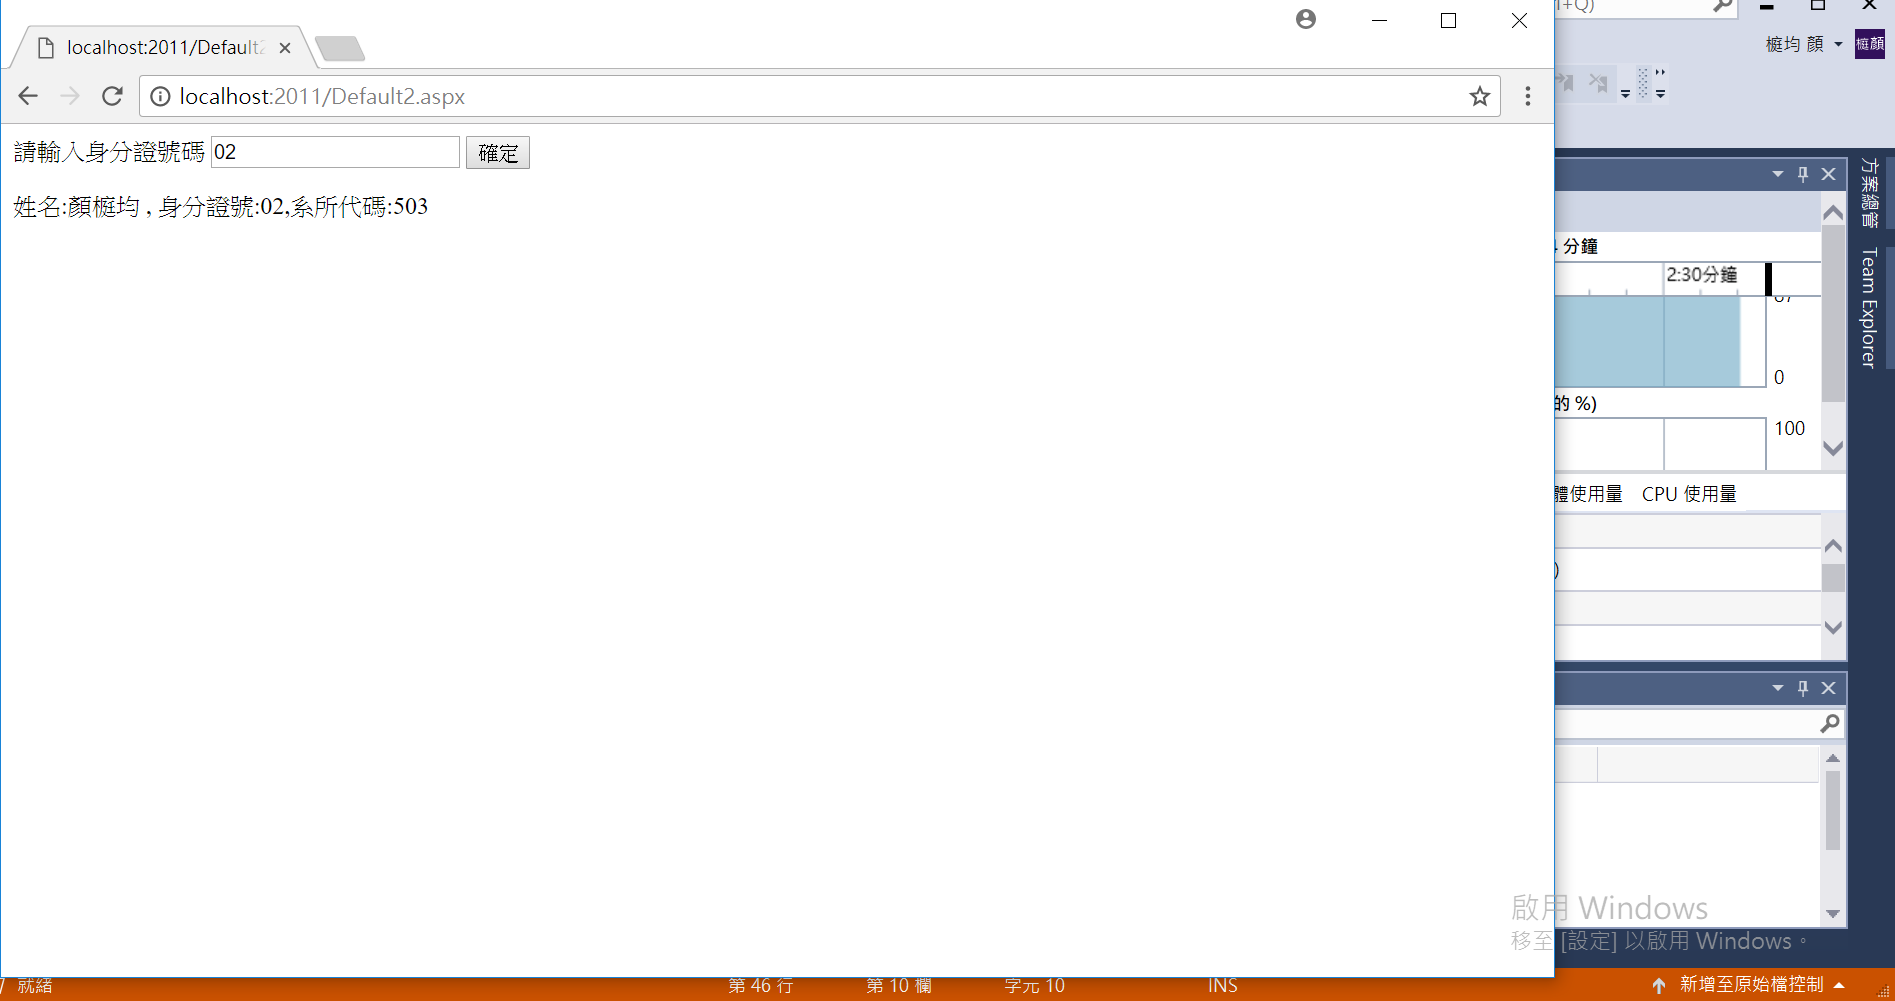 localhost:2011/Default2
localhost:2011/Default2.aspx
請輸入身分證號碼 02 確定
姓名:顏榳均 , 身分證號:02,系所代碼:503
+Q)
榳均 顏
榳顏
方案總管
Team Explorer
分鐘
2:30分鐘
0
的 %)
100
體使用量 CPU 使用量
)
啟用 Windows
移至 [設定] 以啟用 Windows。
就緒 第 46 行 第 10 欄 字元 10 INS 新增至原始檔控制